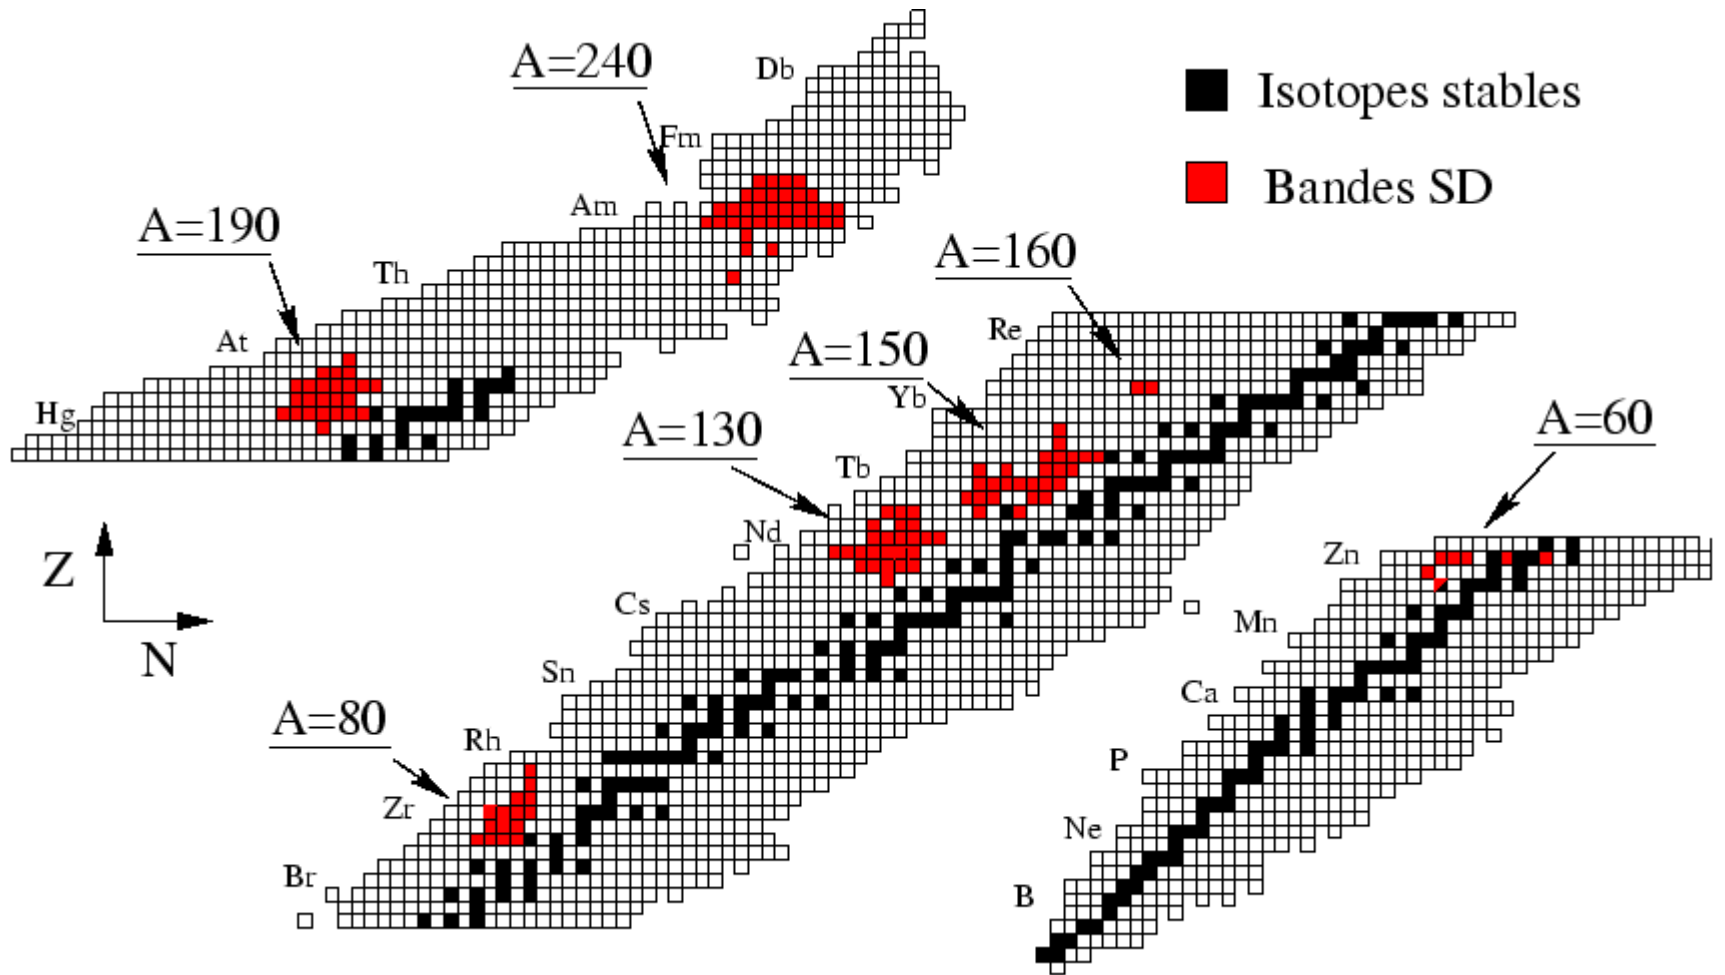 A=240
Db
Isotopes stables
Fm
Bandes SD
Am
A=190
Th
A=160
At
Re
A=150
Yb
Hg
A=130
A=60
Tb
Nd
Zn
Z
Cs
Mn
N
Sn
Ca
A=80
Rh
P
Zr
Ne
Br
B